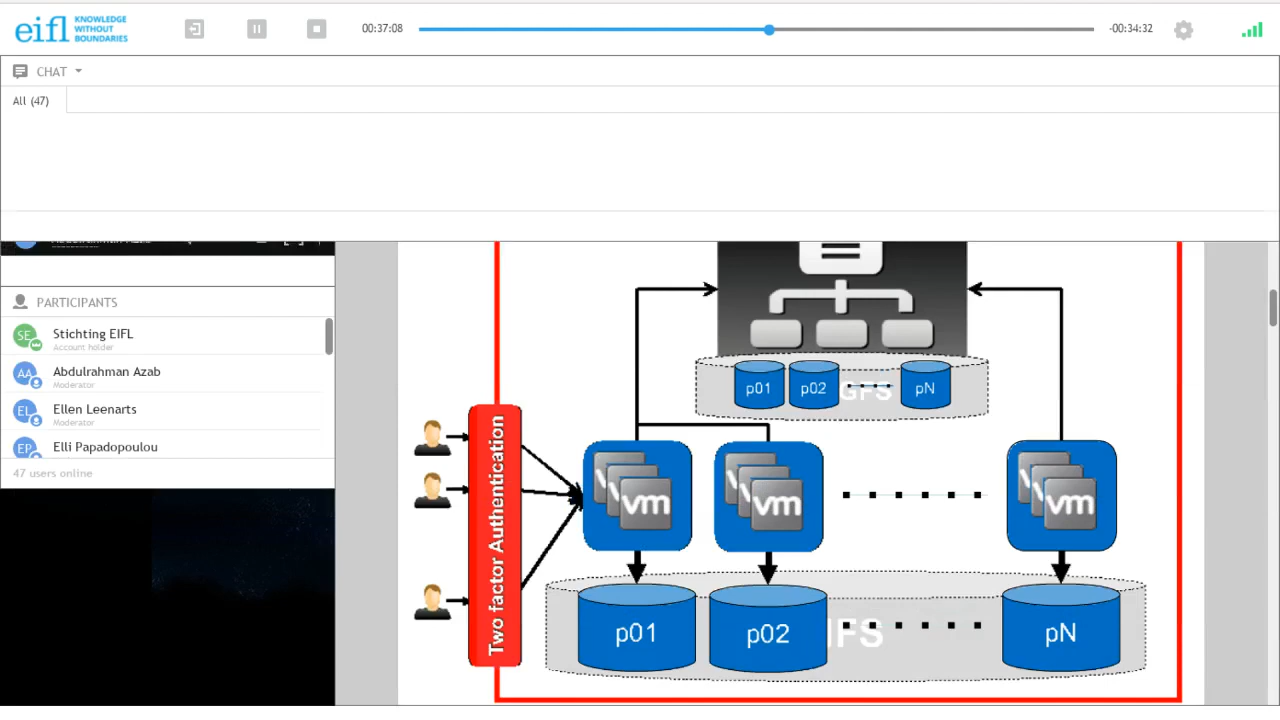 eifl KNOWLEDGE
WITHOUT
BOUNDARIES
00:37:08
-00:34:32
CHAT
All (47)
PARTICIPANTS
SE
Stichting EIFL
Account holder
AA
Abdulrahman Azab
Moderator
EL
Ellen Leenarts
Moderator
EP
Elli Papadopoulou
47 users online
p01
p02
GFS
pN
Two factor Authentication
vm
vm
vm
p01
p02
FS
pN